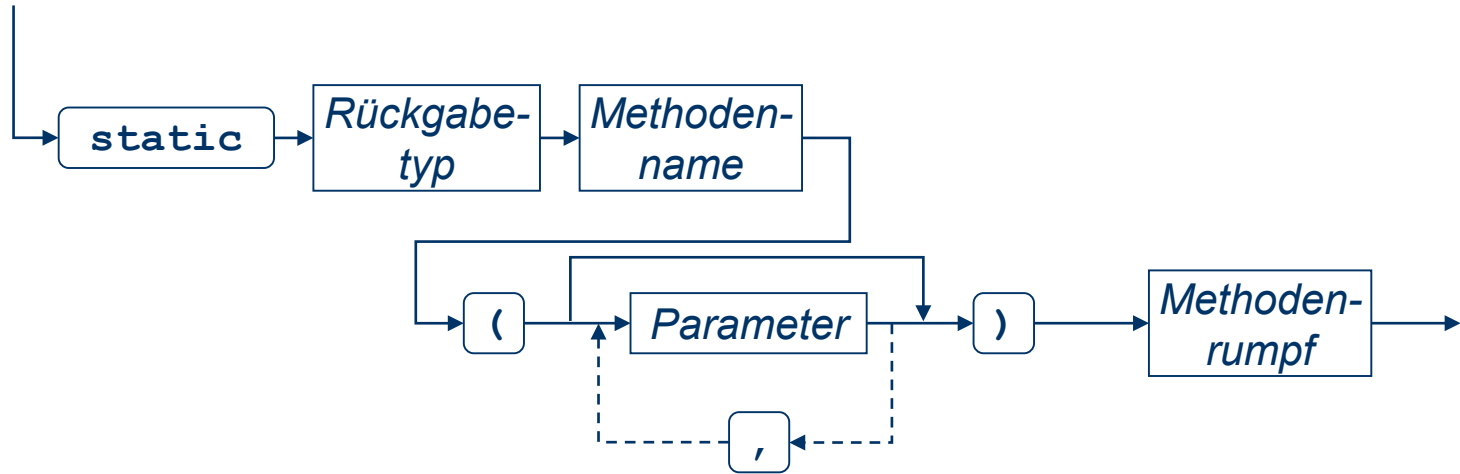 static
Rückgabe-
typ
Methoden-
name
(
Parameter
)
Methoden-
rumpf
,